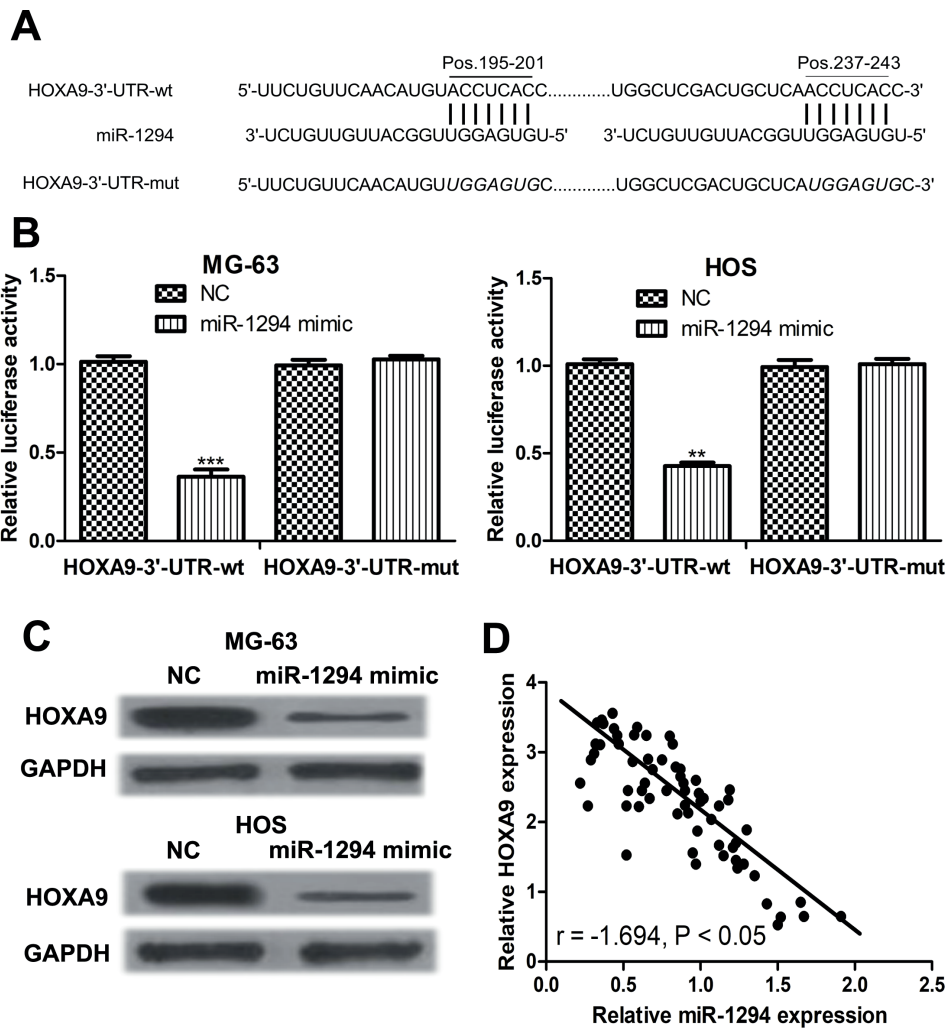 A
Pos.195-201 Pos.237-243
HOXA9-3'-UTR-wt 5'-UUCUGUUCAACAUGUACCUCACC.............UGGCUCGACUGCUCAACCUCACC-3'
miR-1294 3'-UCUGUUGUUACGGUUGGAGUGU-5' 3'-UCUGUUGUUACGGUUGGAGUGU-5'
HOXA9-3'-UTR-mut 5'-UUCUGUUCAACAUGUUGGAGUGC.............UGGCUCGACUGCUCAUGGAGUGC-3'
B
MG-63
NC
miR-1294 mimic
Relative luciferase activity
1.5
1.0
0.5
0.0
***
HOXA9-3'-UTR-wt HOXA9-3'-UTR-mut
HOS
NC
miR-1294 mimic
Relative luciferase activity
1.5
1.0
0.5
0.0
**
HOXA9-3'-UTR-wt HOXA9-3'-UTR-mut
C
MG-63
NC miR-1294 mimic
HOXA9
GAPDH
HOS
NC miR-1294 mimic
HOXA9
GAPDH
D
Relative HOXA9 expression
4
3
2
1
0
r = -1.694, P < 0.05
0.0 0.5 1.0 1.5 2.0 2.5
Relative miR-1294 expression